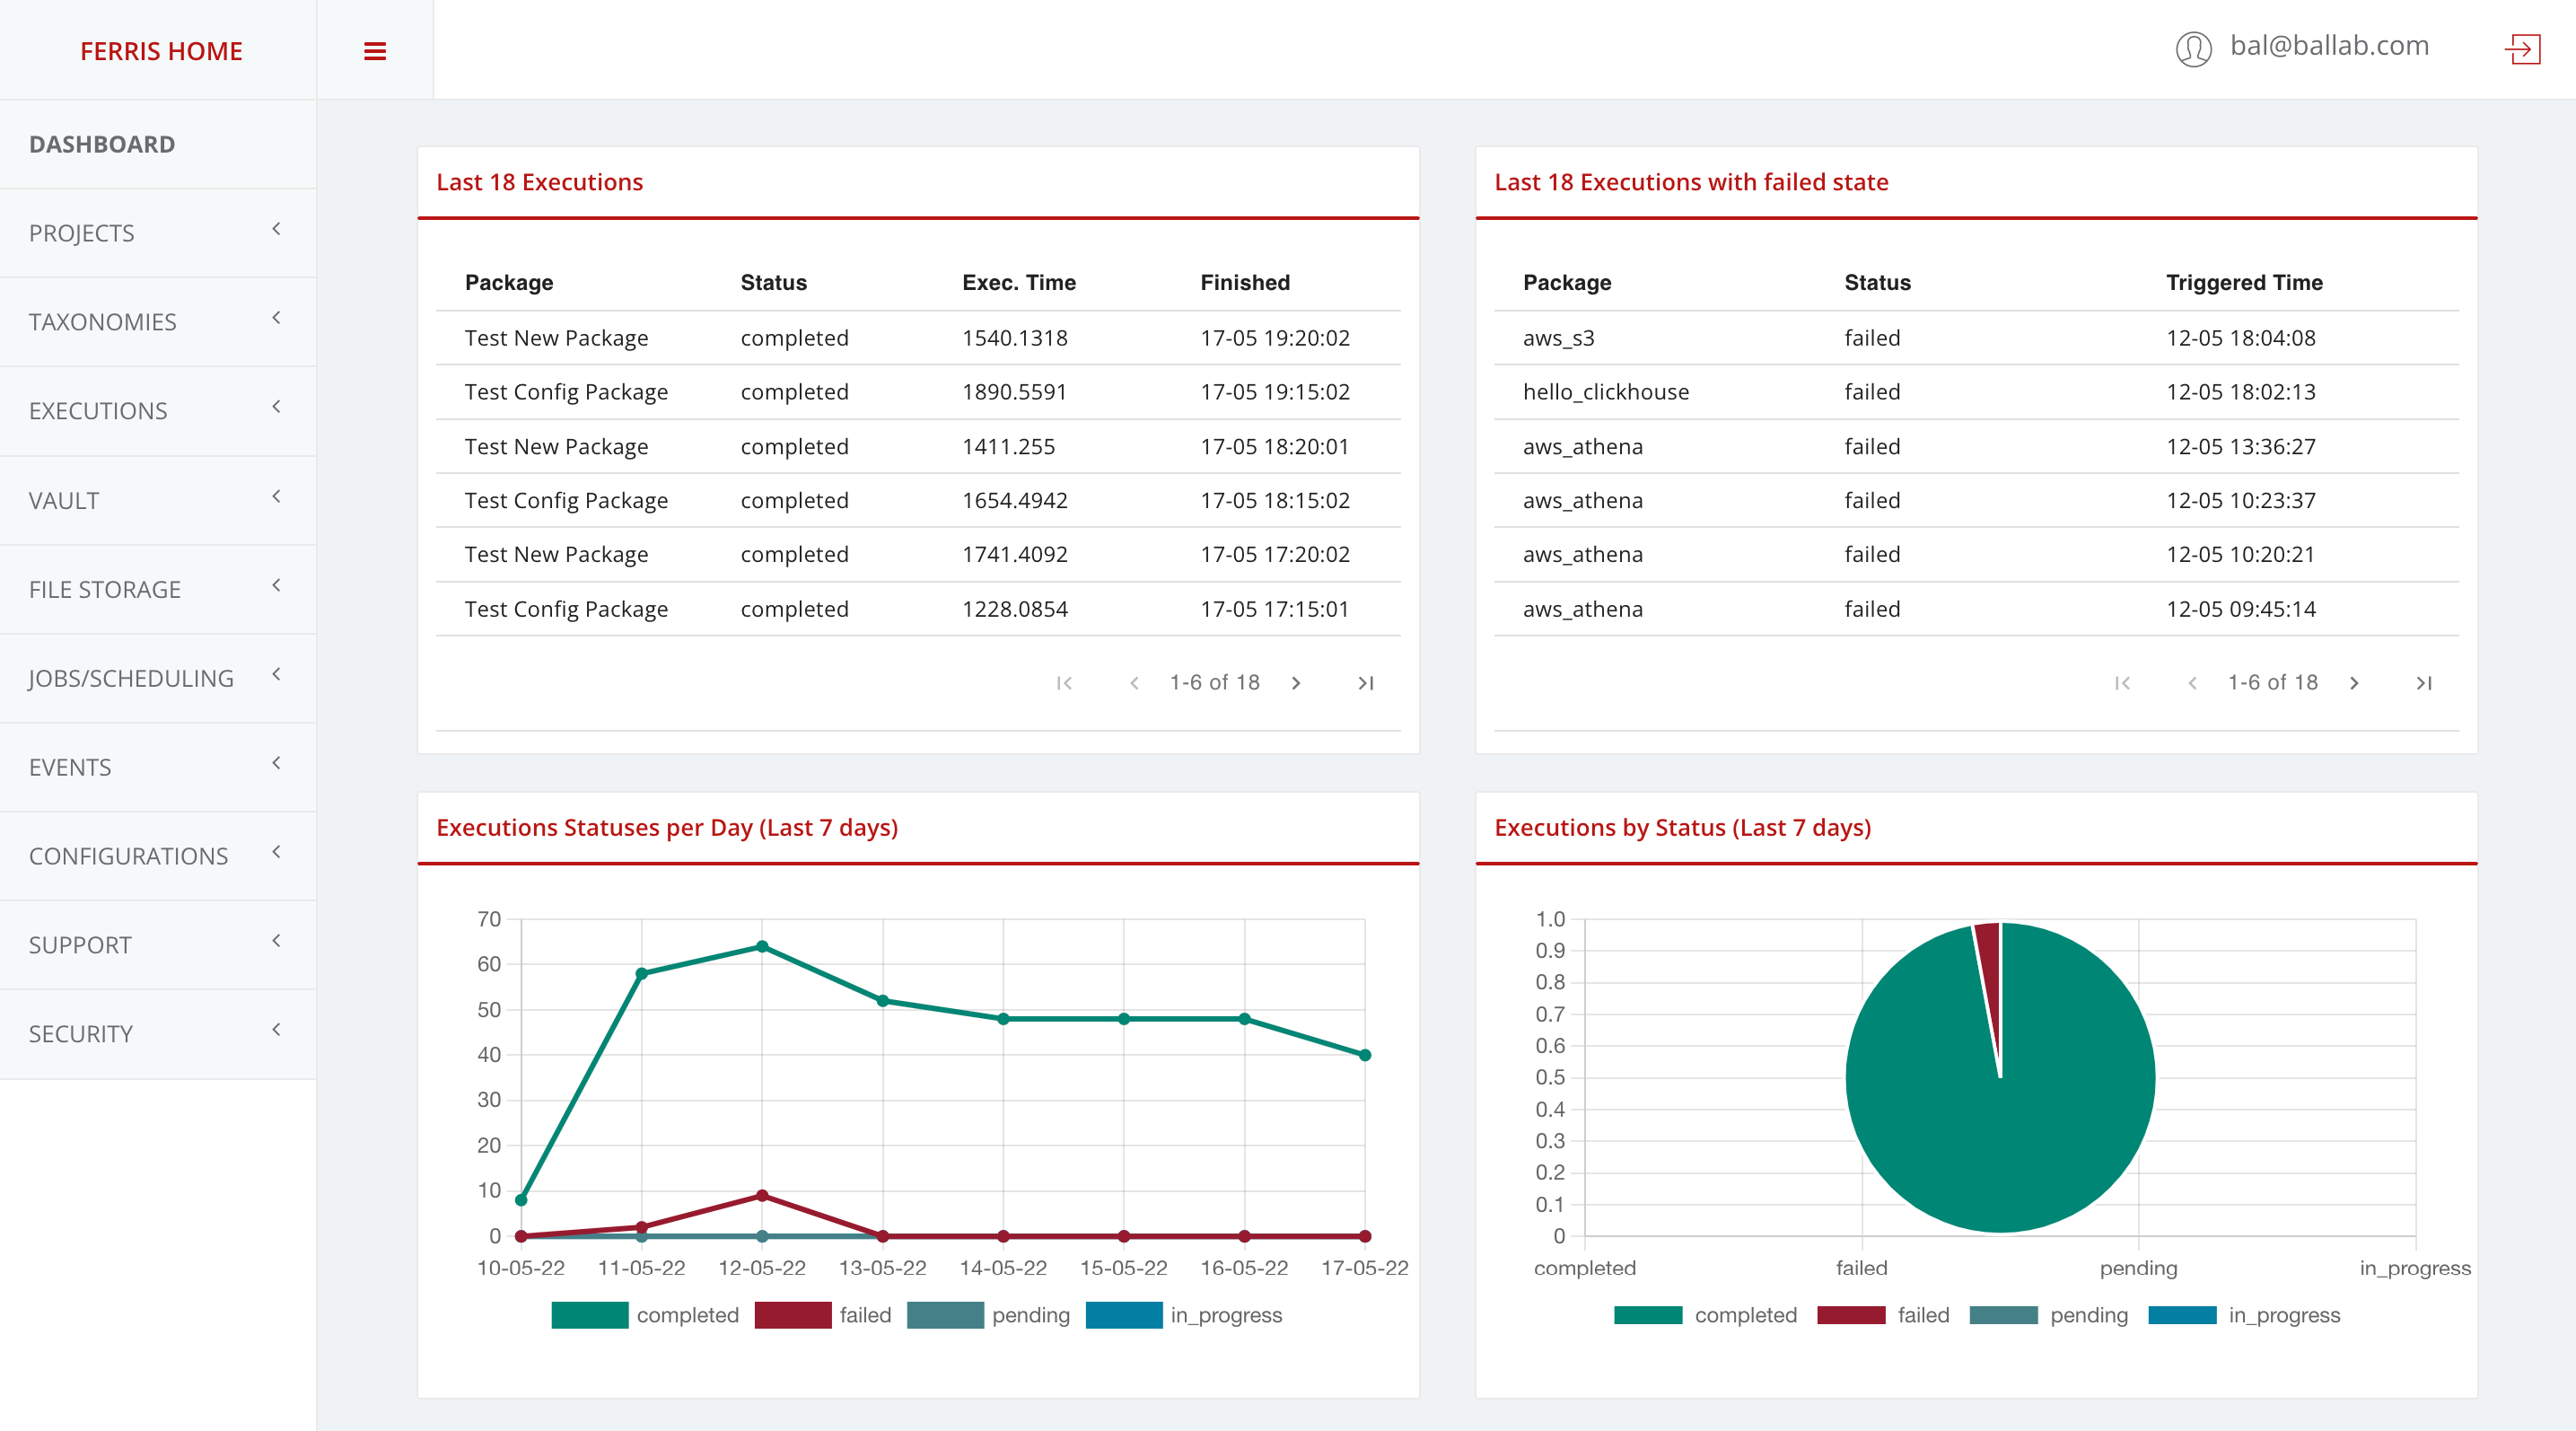 FERRIS HOME
bal@ballab.com
DASHBOARD
PROJECTS
TAXONOMIES
EXECUTIONS
VAULT
FILE STORAGE
JOBS/SCHEDULING
EVENTS
CONFIGURATIONS
SUPPORT
SECURITY
Last 18 Executions
Package Status Exec. Time Finished
Test New Package completed 1540.1318 17-05 19:20:02
Test Config Package completed 1890.5591 17-05 19:15:02
Test New Package completed 1411.255 17-05 18:20:01
Test Config Package completed 1654.4942 17-05 18:15:02
Test New Package completed 1741.4092 17-05 17:20:02
Test Config Package completed 1228.0854 17-05 17:15:01
1-6 of 18
Last 18 Executions with failed state
Package Status Triggered Time
aws_s3 failed 12-05 18:04:08
hello_clickhouse failed 12-05 18:02:13
aws_athena failed 12-05 13:36:27
aws_athena failed 12-05 10:23:37
aws_athena failed 12-05 10:20:21
aws_athena failed 12-05 09:45:14
1-6 of 18
Executions Statuses per Day (Last 7 days)
70
60
50
40
30
20
10
0
10-05-22 11-05-22 12-05-22 13-05-22 14-05-22 15-05-22 16-05-22 17-05-22
completed failed pending in_progress
Executions by Status (Last 7 days)
1.0
0.9
0.8
0.7
0.6
0.5
0.4
0.3
0.2
0.1
0
completed failed pending in_progress
completed failed pending in_progress